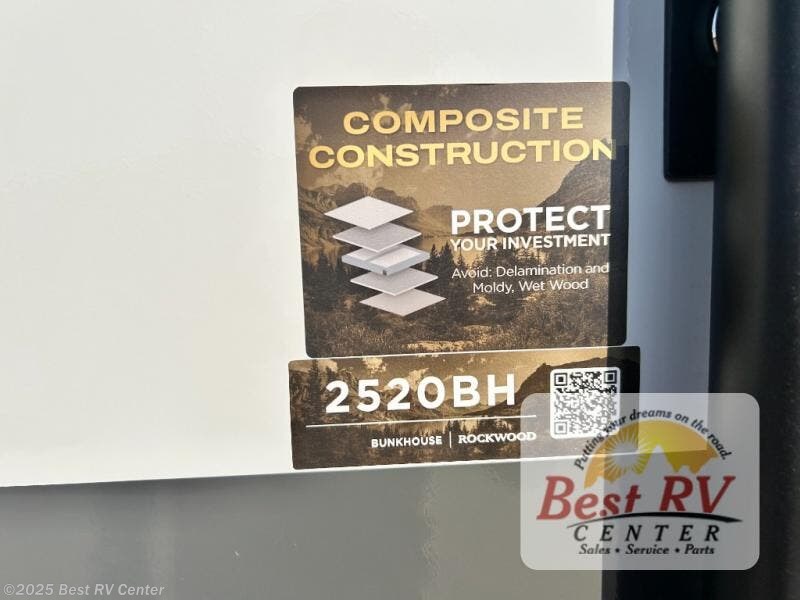 COMPOSITE
CONSTRUCTION
PROTECT
YOUR INVESTMENT
Avoid: Delamination and
Moldy, Wet Wood
2520BH
BUNKHOUSE | ROCKWOOD
Putting your dreams on the road.
Best RV
CENTER
Sales • Service • Parts
©2025 Best RV Center